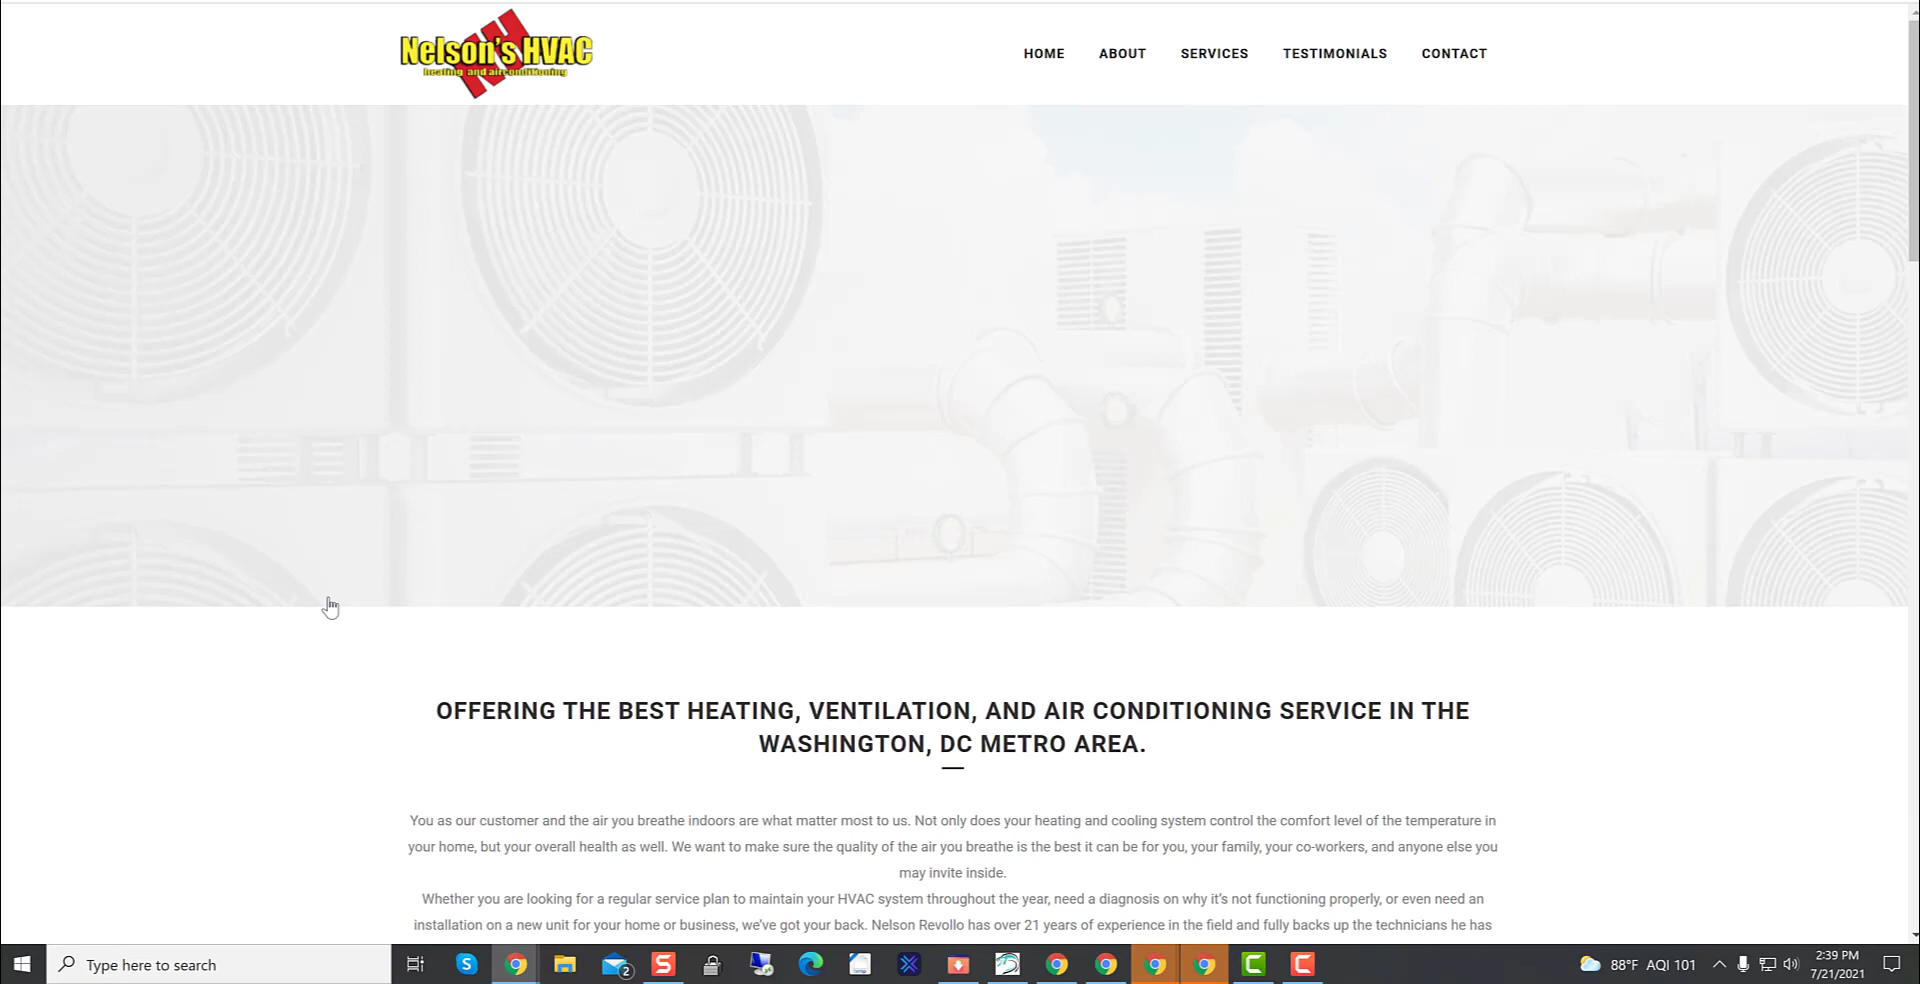 Nelson's HVAC
heating and airconditioning
HOME ABOUT SERVICES TESTIMONIALS CONTACT
OFFERING THE BEST HEATING, VENTILATION, AND AIR CONDITIONING SERVICE IN THE
WASHINGTON, DC METRO AREA.
You as our customer and the air you breathe indoors are what matter most to us. Not only does your heating and cooling system control the comfort level of the temperature in
your home, but your overall health as well. We want to make sure the quality of the air you breathe is the best it can be for you, your family, your co-workers, and anyone else you
may invite inside.
Whether you are looking for a regular service plan to maintain your HVAC system throughout the year, need a diagnosis on why it's not functioning properly, or even need an
installation on a new unit for your home or business, we've got your back. Nelson Revollo has over 21 years of experience in the field and fully backs up the technicians he has
Type here to search
2
88°F AQI 101
2:39 PM
7/21/2021